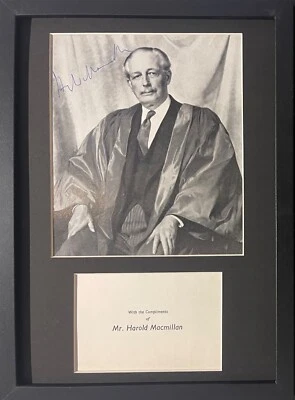 With the Compliments
of
Mr. Harold Macmillan